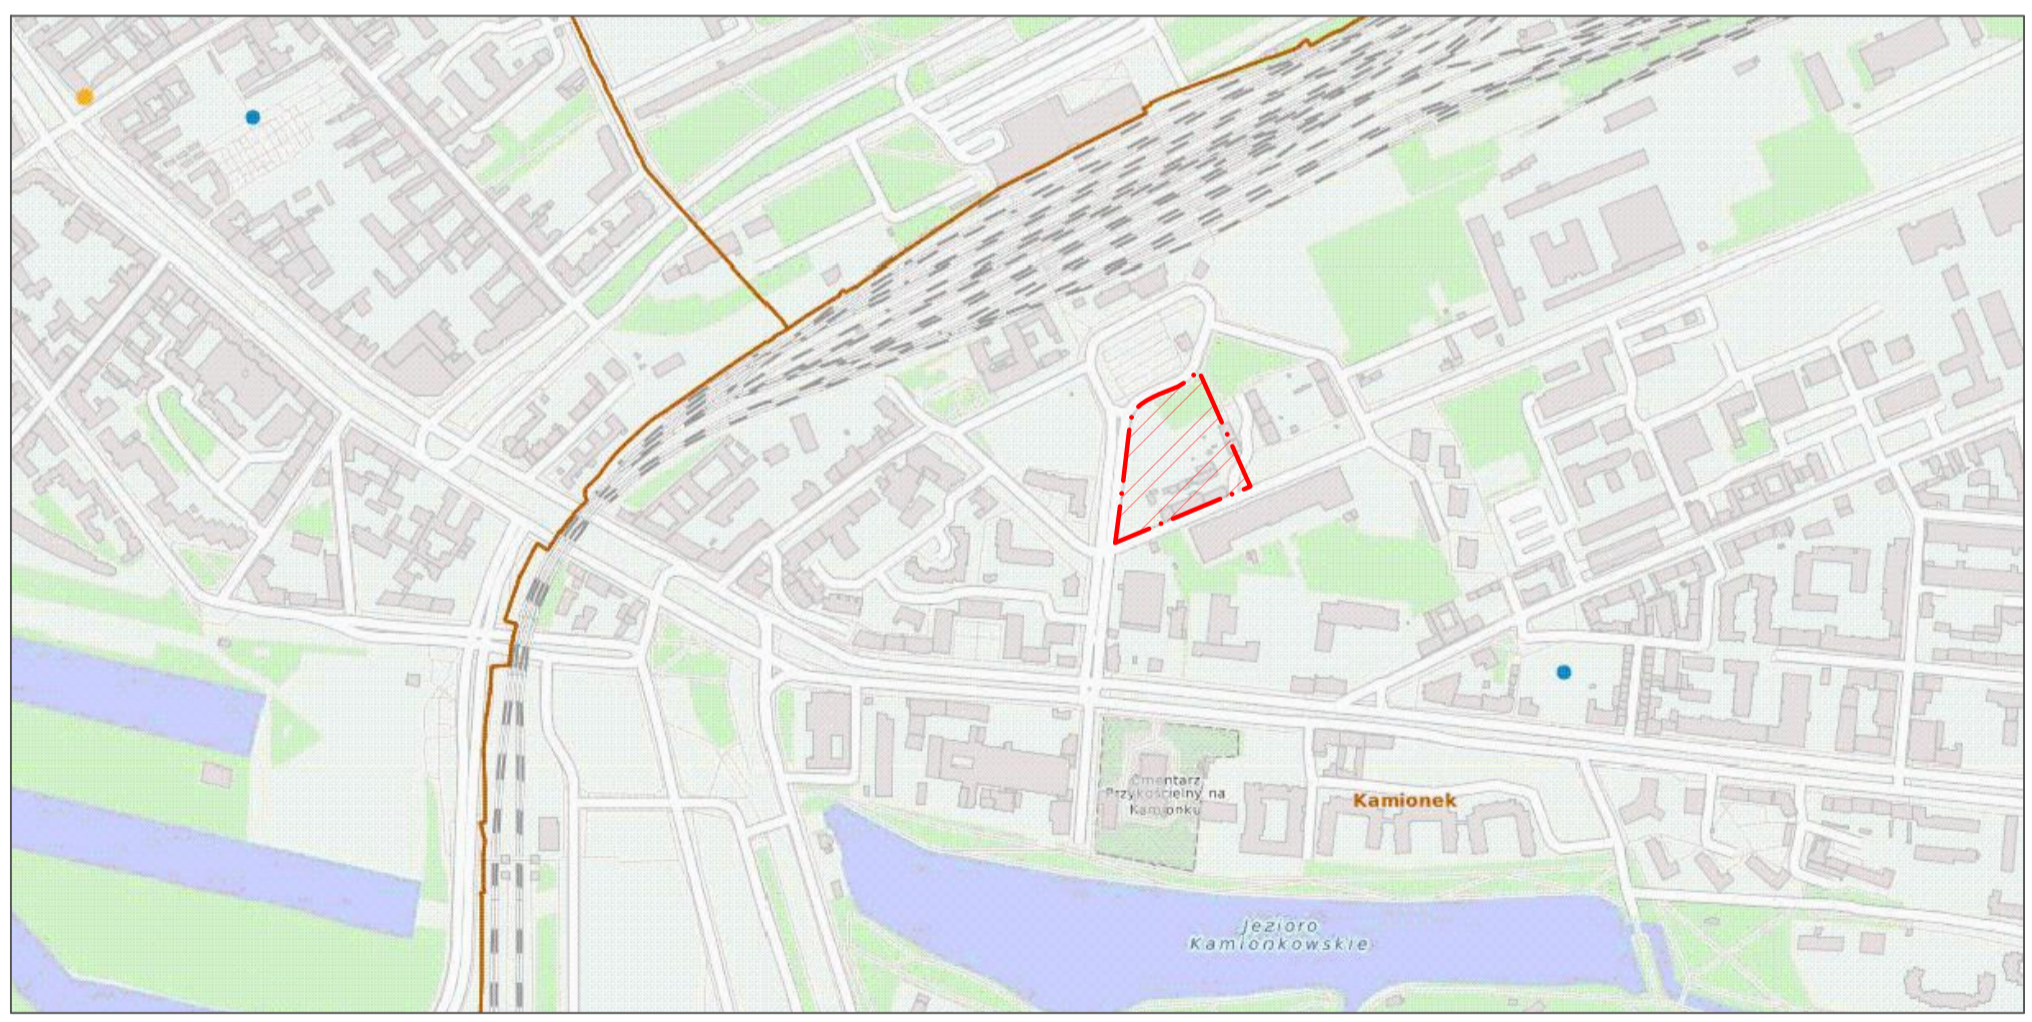 Cmentarz
Przykościelny na
Kamionku
Kamionek
Jezioro
Kamionkowskie